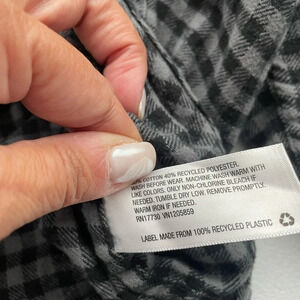 COTTON 40% RECYCLED POLYESTER.
WASH BEFORE WEAR. MACHINE WASH WARM WITH
LIKE COLORS. ONLY NON-CHLORINE BLEACH IF
NEEDED. TUMBLE DRY LOW. REMOVE PROMPTLY.
WARM IRON IF NEEDED.
RN17730 VN1205859
LABEL MADE FROM 100% RECYCLED PLASTIC